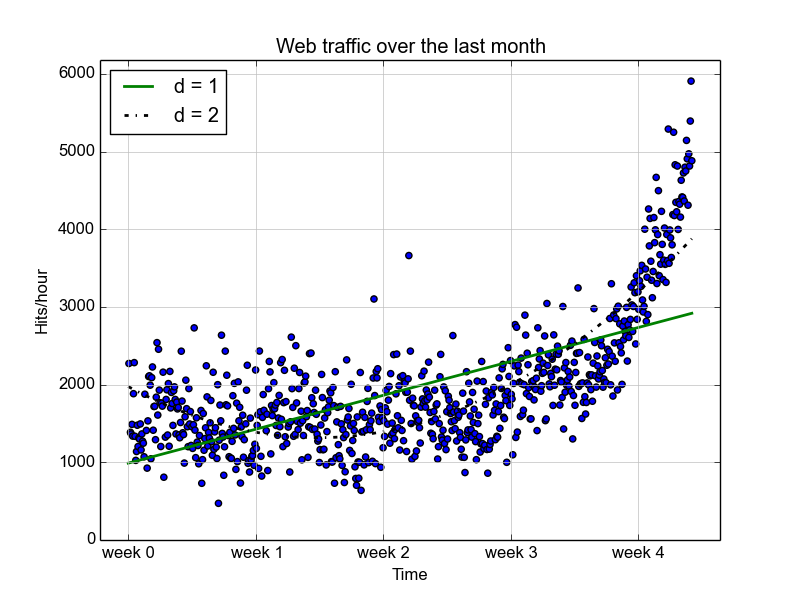 Web traffic over the last month
d = 1
d = 2
6000
5000
4000
3000
2000
1000
0
Hits/hour
week 0 week 1 week 2 week 3 week 4
Time